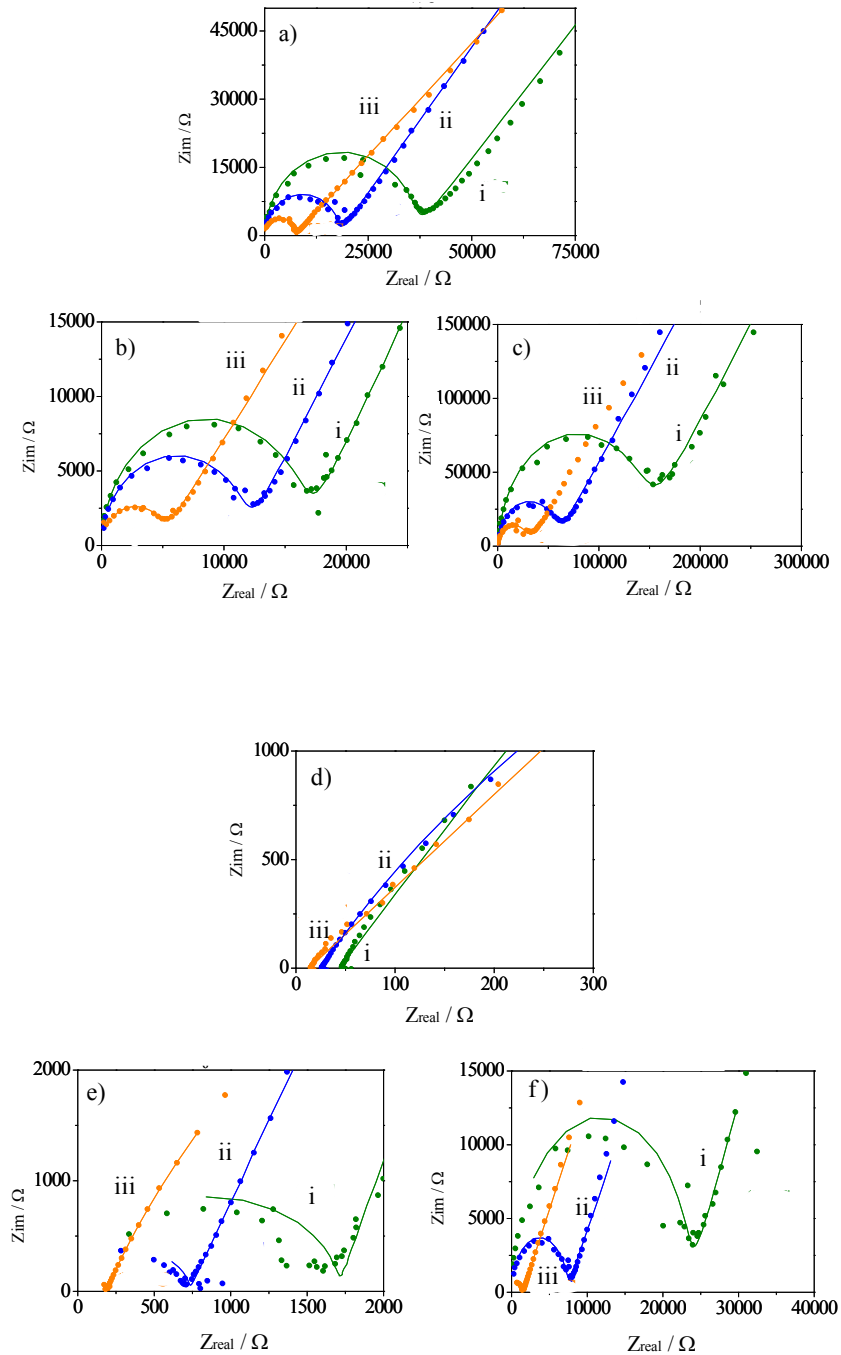 a)
45000
30000
15000
0
Zim / Ω
iii
ii
i
0
25000
50000
75000
Zreal / Ω
b)
15000
10000
5000
0
Zim / Ω
iii
ii
i
0
10000
20000
Zreal / Ω
c)
150000
100000
50000
0
Zim / Ω
iii
ii
i
0
100000
200000
300000
Zreal / Ω
d)
1000
500
0
Zim / Ω
iii
ii
i
0
100
200
300
Zreal / Ω
e)
2000
1000
0
Zim / Ω
iii
ii
i
0
500
1000
1500
2000
Zreal / Ω
f)
15000
10000
5000
0
Zim / Ω
iii
ii
i
0
10000
20000
30000
40000
Zreal / Ω